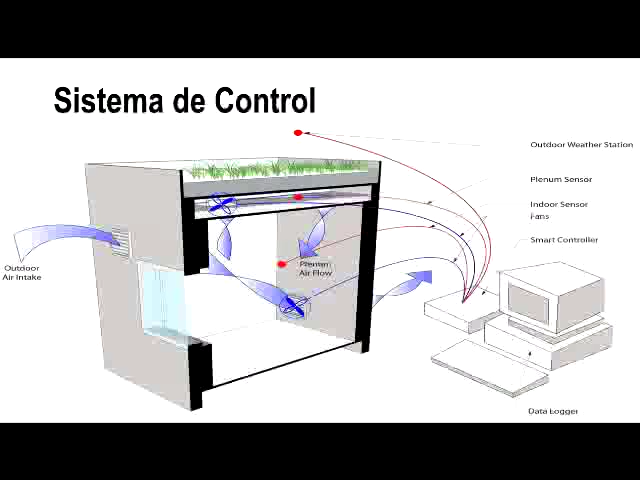 Sistema de Control
Outdoor Weather Station
Plenum Sensor
Indoor Sensor
Fans
Smart Controller
Outdoor
Air Intake
Plenum
Air Flow
Data Logger